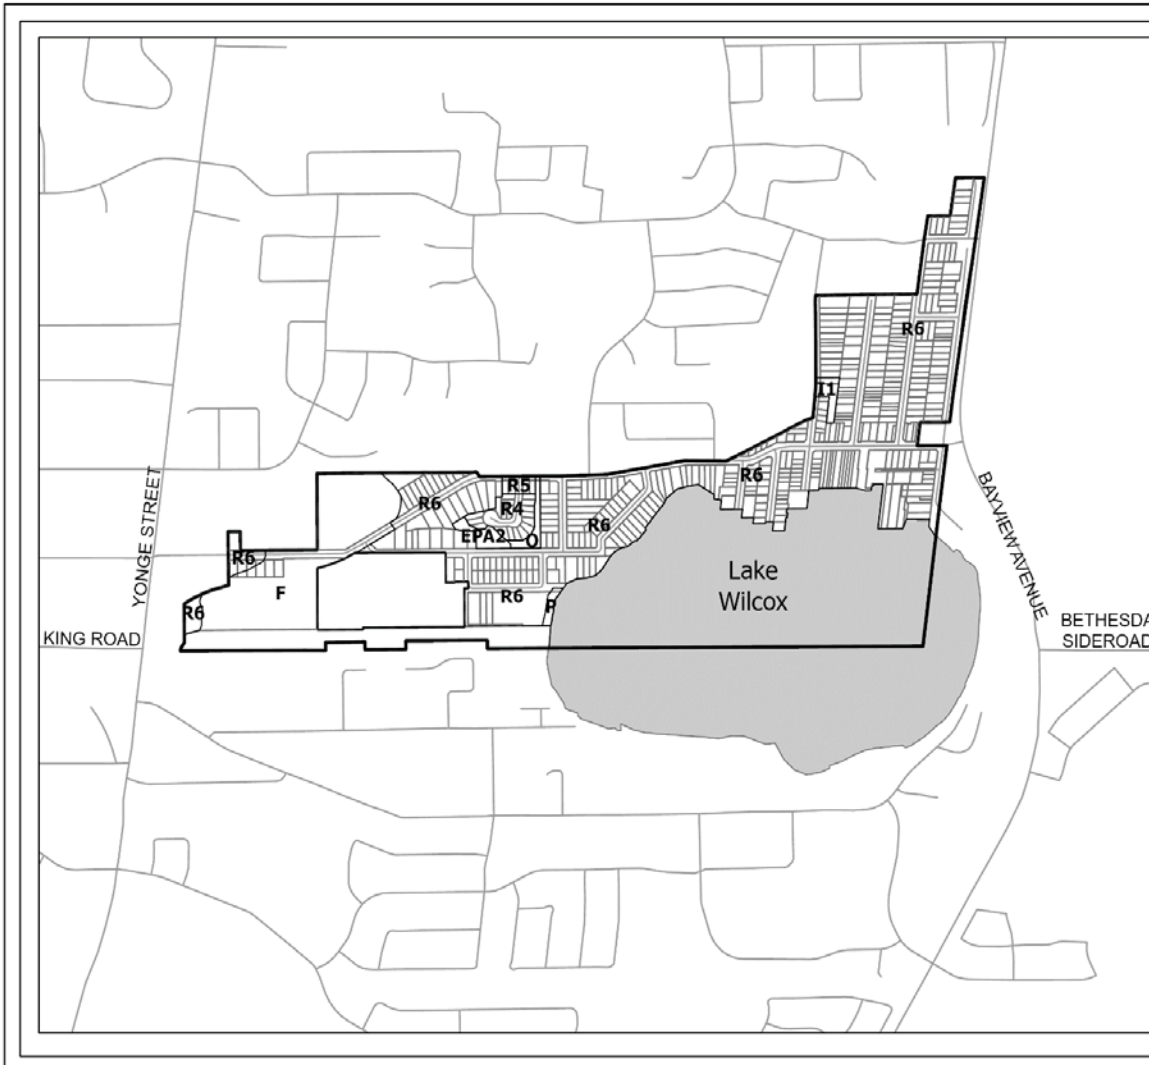 R6
I1
YONGE STREET
R5
R6
R4
R6
R6
EPA2
O
BAYVIEW AVENUE
R6
F
R6
P
R6
Lake
Wilcox
KING ROAD
BETHESDA
SIDEROAD